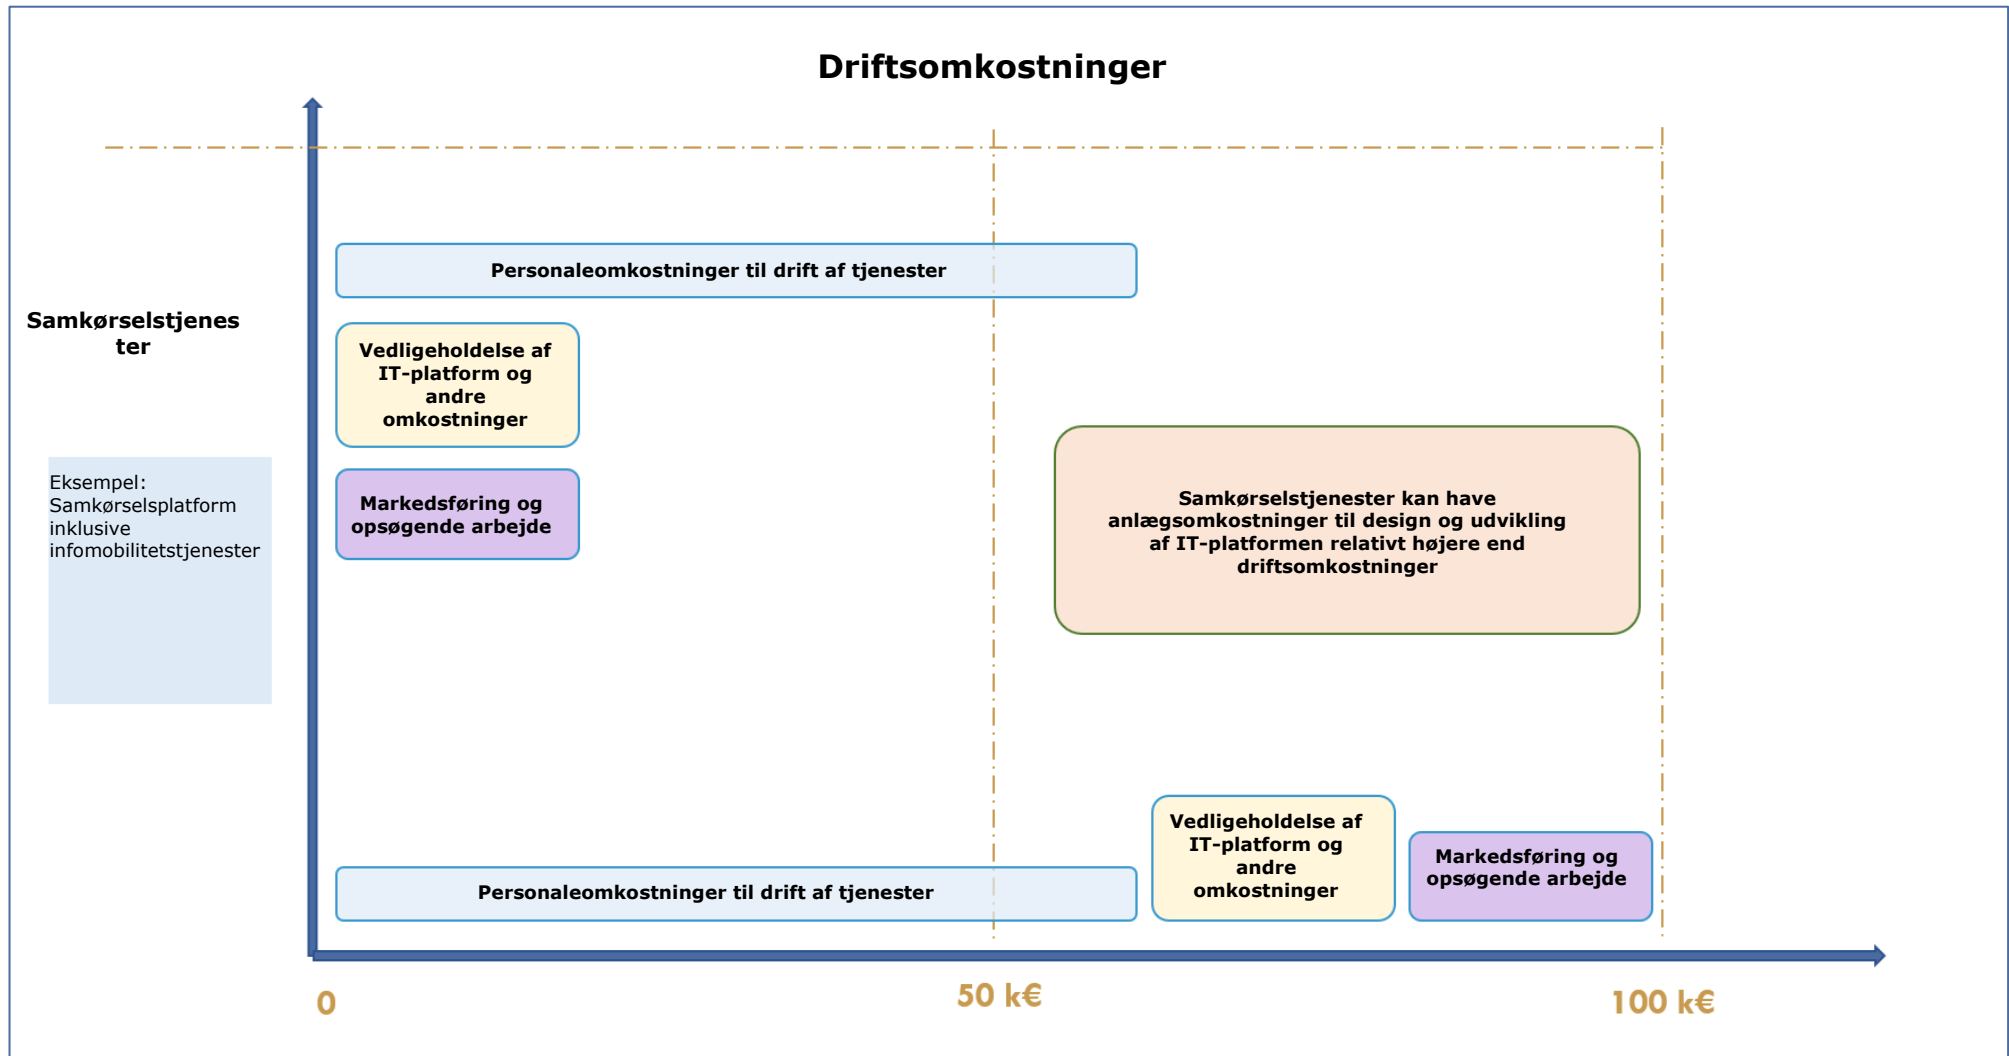 Driftsomkostninger
Personaleomkostninger til drift af tjenester
Samkørselstjenes
ter
Vedligeholdelse af
IT-platform og
andre
omkostninger
Eksempel:
Samkørselsplatform
inklusive
infomobilitetstjenester
Markedsføring og
opsøgende arbejde
Samkørselstjenester kan have
anlægsomkostninger til design og udvikling
af IT-platformen relativt højere end
driftsomkostninger
Personaleomkostninger til drift af tjenester
Vedligeholdelse af
IT-platform og
andre
omkostninger
Markedsføring og
opsøgende arbejde
0
50 k€
100 k€